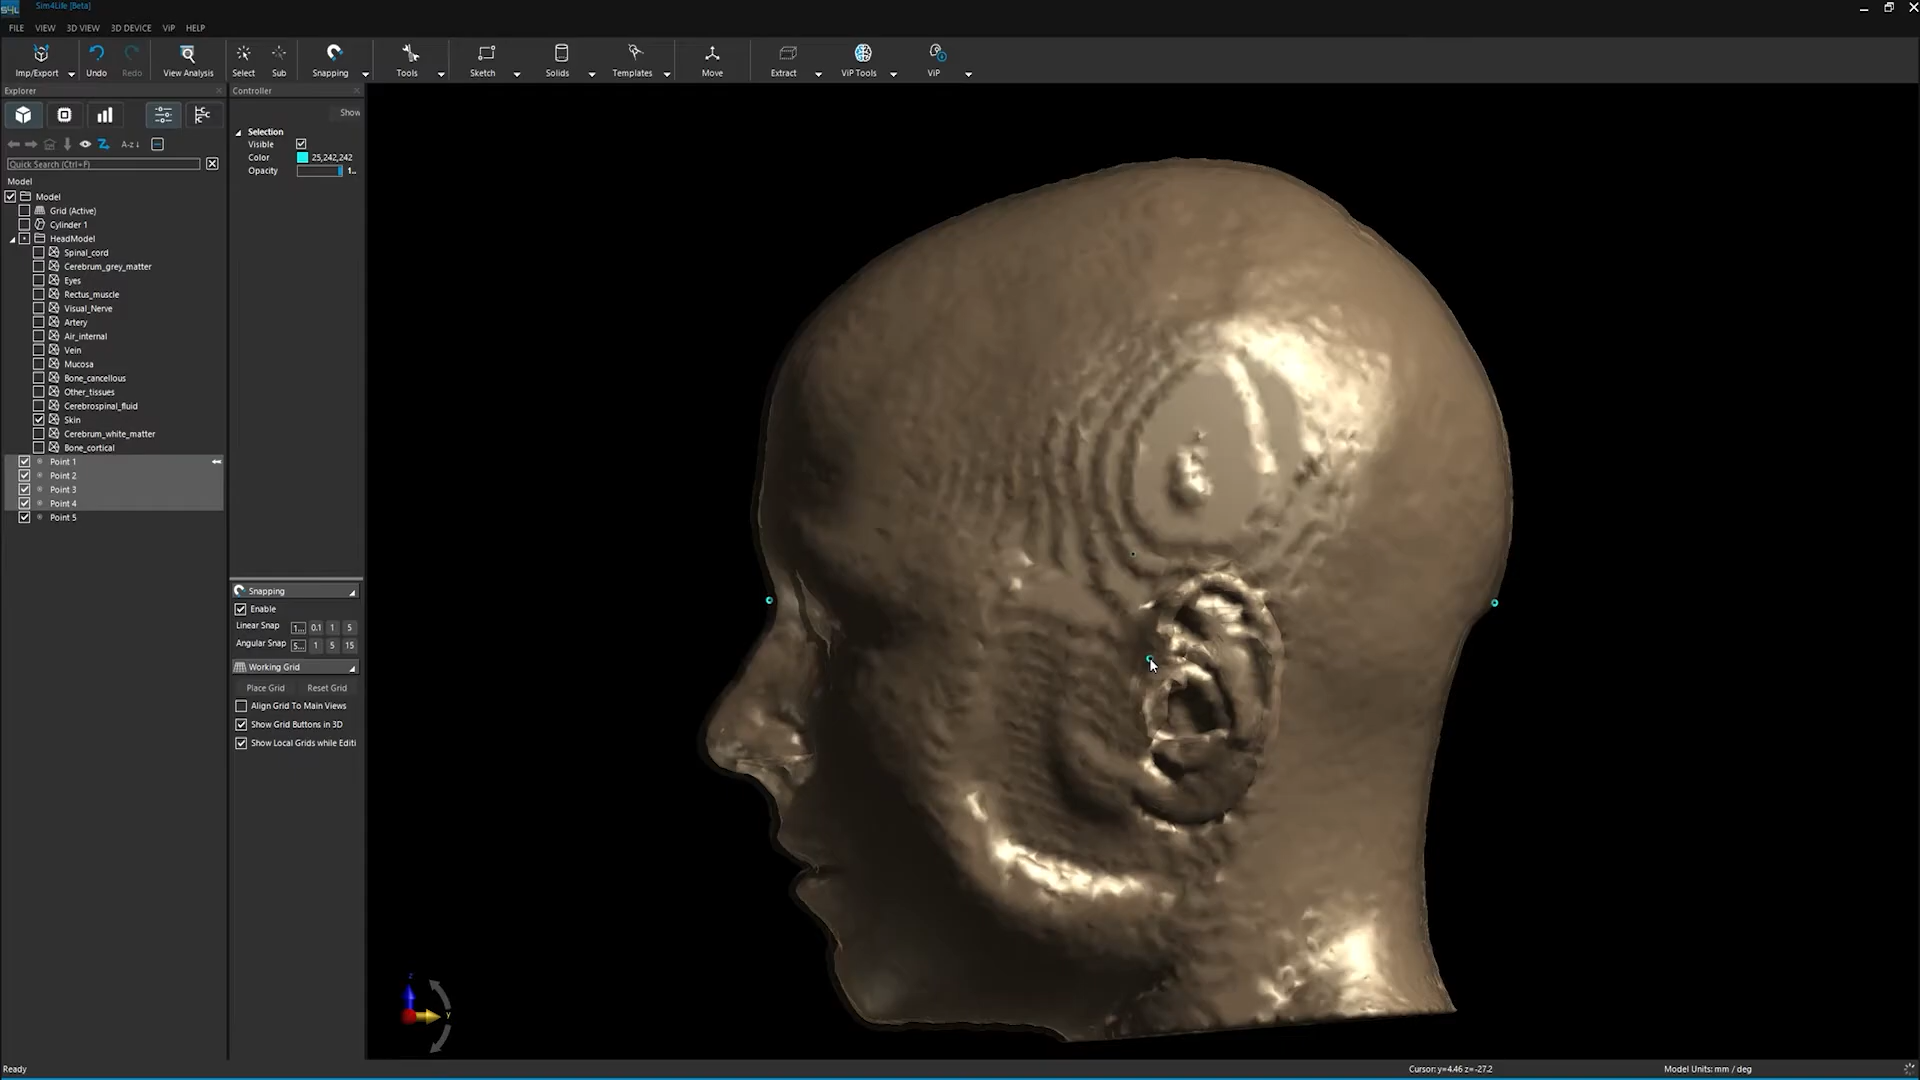 S4L Sim4Life [Beta]
FILE VIEW 3D VIEW 3D DEVICE ViP HELP
Imp/Export Undo Redo View Analysis Select Sub Snapping Tools Sketch Solids Templates Move Extract ViP Tools ViP
Explorer
Controller
Show
A-z
Quick Search (Ctrl+F)
Model
Model
Grid (Active)
Cylinder 1
HeadModel
Spinal_cord
Cerebrum_grey_matter
Eyes
Rectus_muscle
Visual_Nerve
Artery
Air_internal
Vein
Mucosa
Bone_cancellous
Other_tissues
Cerebrospinal_fluid
Skin
Cerebrum_white_matter
Bone_cortical
Point 1
Point 2
Point 3
Point 4
Point 5
Selection
Visible
Color 25,242,242
Opacity 1..
Snapping
Enable
Linear Snap 1... 0.1 1 5
Angular Snap 5... 1 5 15
Working Grid
Place Grid Reset Grid
Align Grid To Main Views
Show Grid Buttons in 3D
Show Local Grids while Editi
z
y
Ready
Cursor: y=4.46 z=-27.2
Model Units: mm / deg